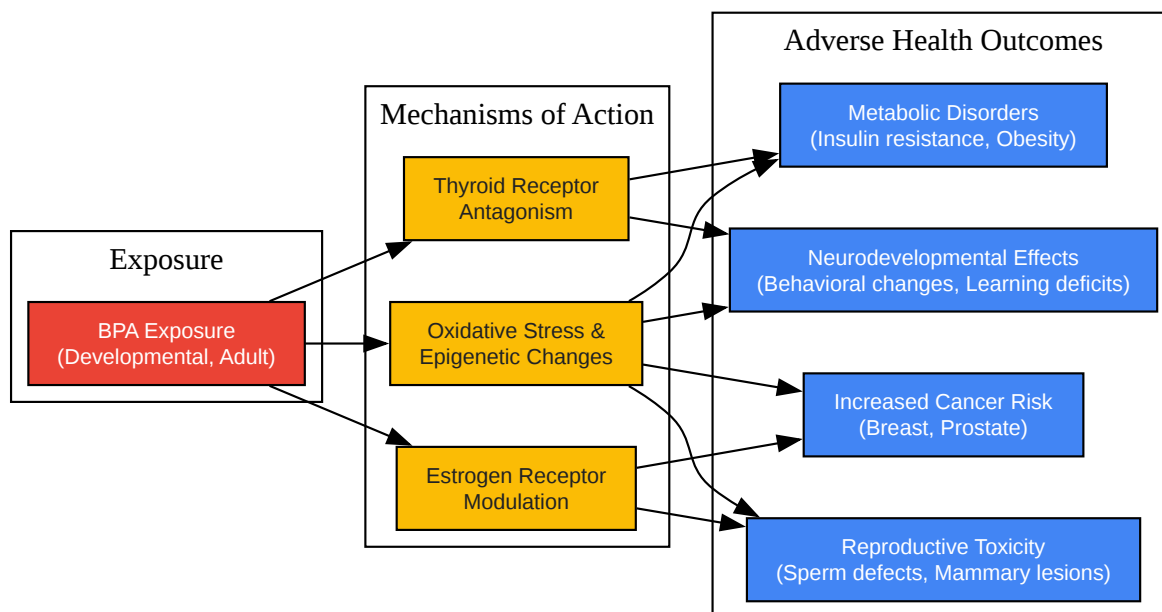 Exposure
BPA Exposure
(Developmental, Adult)
Mechanisms of Action
Thyroid Receptor
Antagonism
Oxidative Stress &
Epigenetic Changes
Estrogen Receptor
Modulation
Adverse Health Outcomes
Metabolic Disorders
(Insulin resistance, Obesity)
Neurodevelopmental Effects
(Behavioral changes, Learning deficits)
Increased Cancer Risk
(Breast, Prostate)
Reproductive Toxicity
(Sperm defects, Mammary lesions)